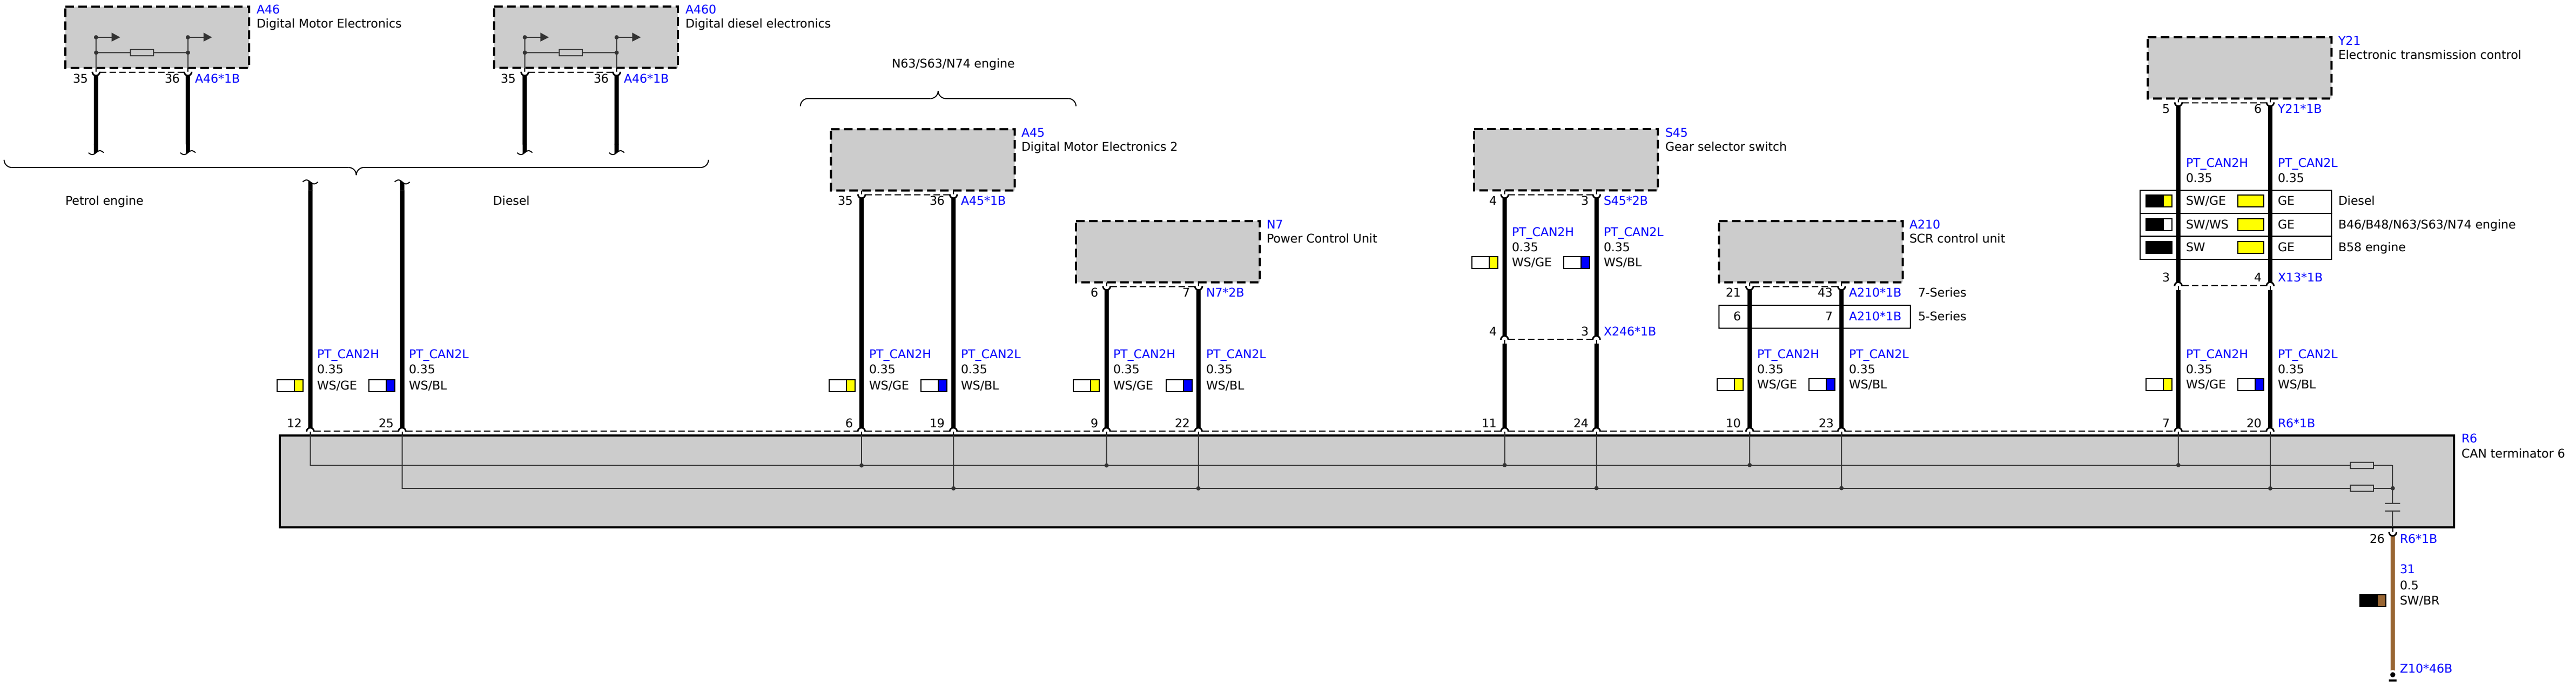 A46
Digital Motor Electronics
35
36
A46*1B
A460
Digital diesel electronics
35
36
A46*1B
Petrol engine
Diesel
N63/S63/N74 engine
A45
Digital Motor Electronics 2
35
36
A45*1B
N7
Power Control Unit
6
7
N7*2B
S45
Gear selector switch
4
3
S45*2B
PT_CAN2H
0.35
WS/GE
PT_CAN2L
0.35
WS/BL
4
3
X246*1B
A210
SCR control unit
21
43
A210*1B
7-Series
6
7
A210*1B
5-Series
Y21
Electronic transmission control
5
6
Y21*1B
PT_CAN2H
0.35
PT_CAN2L
0.35
SW/GE
GE
Diesel
SW/WS
GE
B46/B48/N63/S63/N74 engine
SW
GE
B58 engine
3
4
X13*1B
PT_CAN2H
0.35
WS/GE
PT_CAN2L
0.35
WS/BL
PT_CAN2H
0.35
WS/GE
PT_CAN2L
0.35
WS/BL
PT_CAN2H
0.35
WS/GE
PT_CAN2L
0.35
WS/BL
PT_CAN2H
0.35
WS/GE
PT_CAN2L
0.35
WS/BL
PT_CAN2H
0.35
WS/GE
PT_CAN2L
0.35
WS/BL
12
25
6
19
9
22
11
24
10
23
7
20
R6*1B
R6
CAN terminator 6
26
R6*1B
31
0.5
SW/BR
Z10*46B